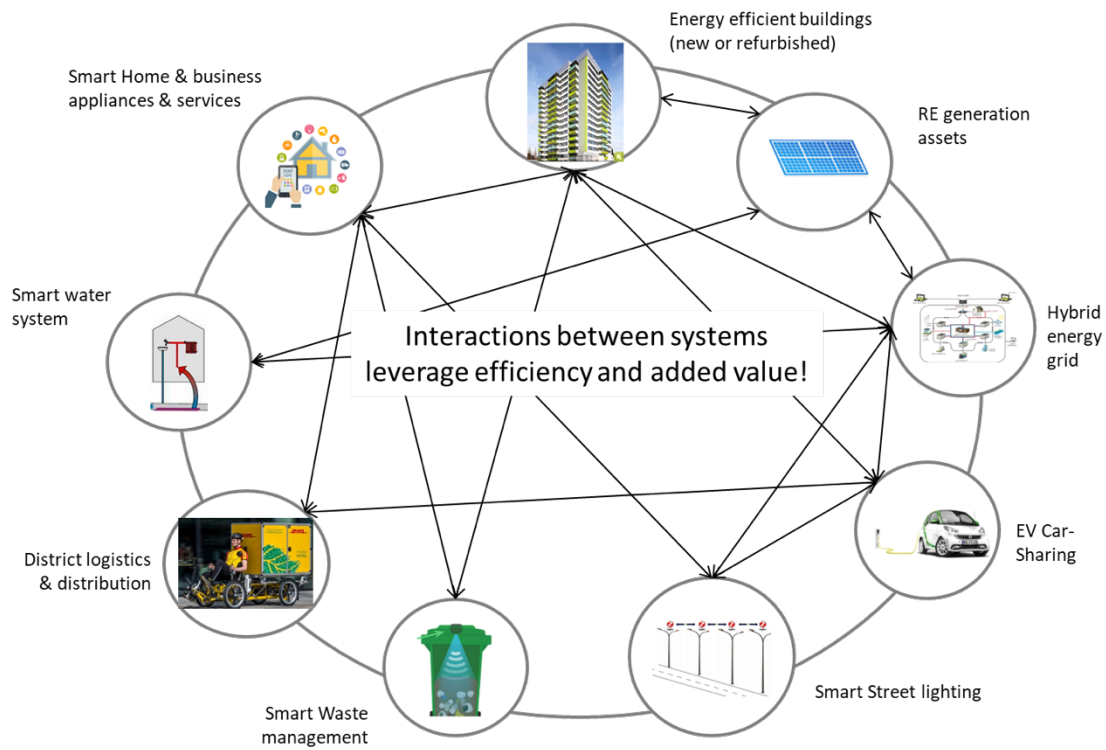 Energy efficient buildings
(new or refurbished)
Smart Home & business
appliances & services
RE generation
assets
Smart water
system
Hybrid
energy
grid
Interactions between systems
leverage efficiency and added value!
District logistics
& distribution
DHL
EV Car-
Sharing
Smart Street lighting
Smart Waste
management